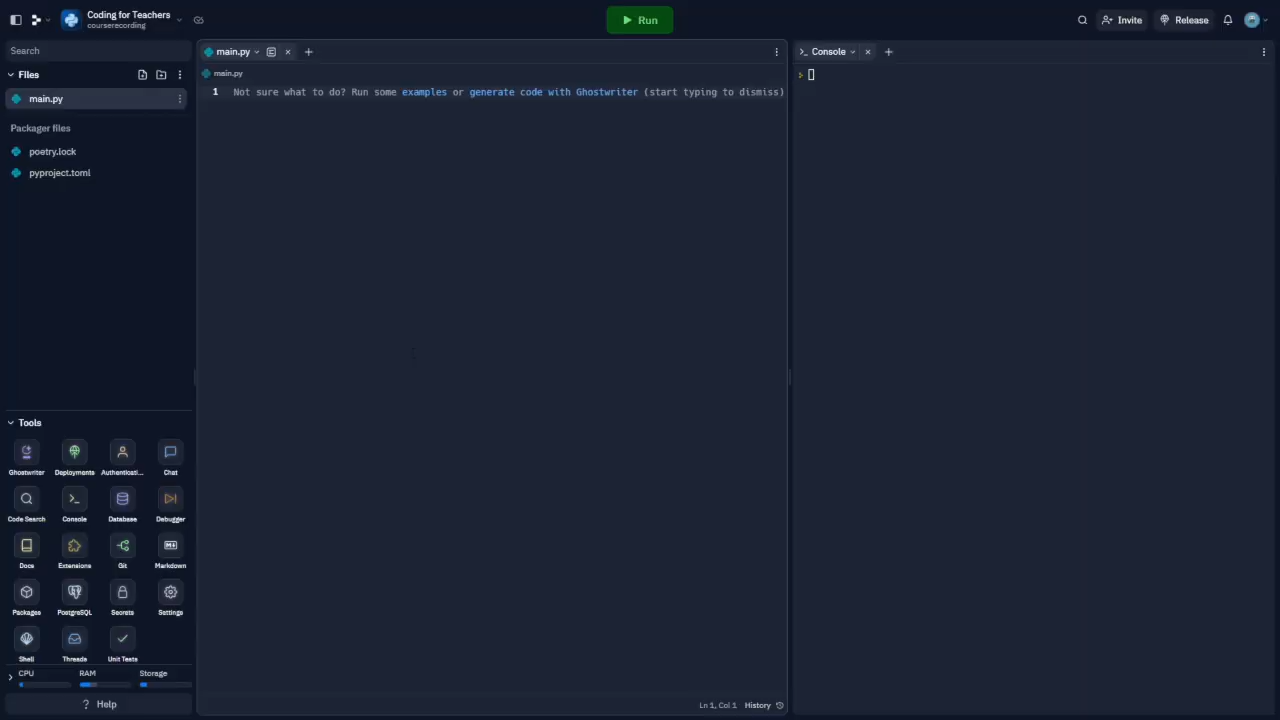 Coding for Teachers
courserecording
Run
Invite
Release
Search
Files
main.py
Packager files
poetry.lock
pyproject.toml
main.py
main.py
1 Not sure what to do? Run some examples or generate code with Ghostwriter (start typing to dismiss)
Console
Tools
Ghostwriter Deployments Authenticati... Chat
Code Search Console Database Debugger
Docs Extensions Git Markdown
Packages PostgreSQL Secrets Settings
Shell Threads Unit Tests
CPU RAM Storage
? Help
Ln 1, Col 1 History